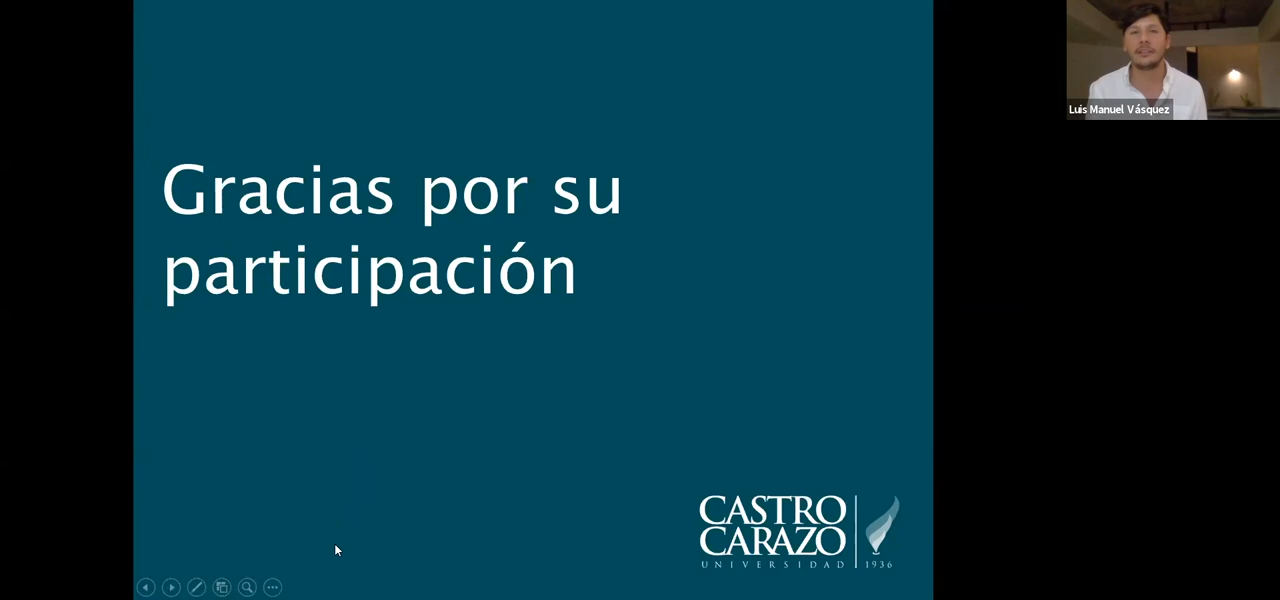 Luis Manuel Vásquez
Gracias por su
participación
CASTRO
CARAZO
UNIVERSIDAD
1936